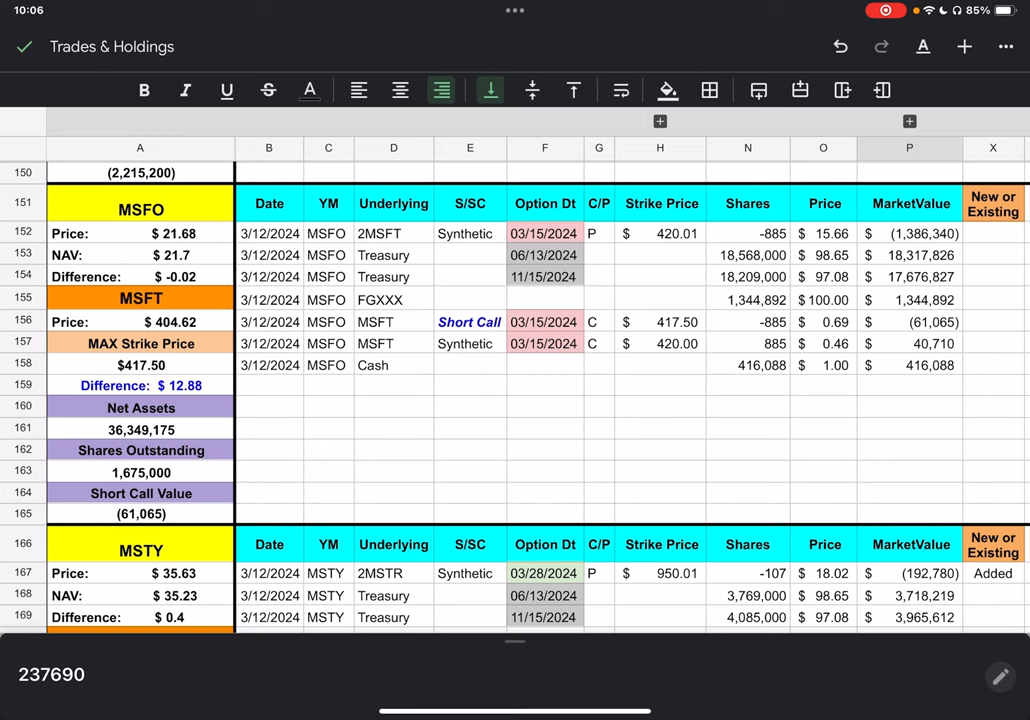 10:06
85%
Trades & Holdings
B I U S A
A B C D E F G H N O P X
150 (2,215,200)
151 MSFO Date YM Underlying S/SC Option Dt C/P Strike Price Shares Price MarketValue New or Existing
152 Price: $ 21.68 3/12/2024 MSFO 2MSFT Synthetic 03/15/2024 P $ 420.01 -885 $ 15.66 $ (1,386,340)
153 NAV: $ 21.7 3/12/2024 MSFO Treasury 06/13/2024 18,568,000 $ 98.65 $ 18,317,826
154 Difference: $ -0.02 3/12/2024 MSFO Treasury 11/15/2024 18,209,000 $ 97.08 $ 17,676,827
155 MSFT 3/12/2024 MSFO FGXXX 1,344,892 $100.00 $ 1,344,892
156 Price: $ 404.62 3/12/2024 MSFO MSFT Short Call 03/15/2024 C $ 417.50 -885 $ 0.69 $ (61,065)
157 MAX Strike Price 3/12/2024 MSFO MSFT Synthetic 03/15/2024 C $ 420.00 885 $ 0.46 $ 40,710
158 $417.50 3/12/2024 MSFO Cash 416,088 $ 1.00 $ 416,088
159 Difference: $ 12.88
160 Net Assets
161 36,349,175
162 Shares Outstanding
163 1,675,000
164 Short Call Value
165 (61,065)
166 MSTY Date YM Underlying S/SC Option Dt C/P Strike Price Shares Price MarketValue New or Existing
167 Price: $ 35.63 3/12/2024 MSTY 2MSTR Synthetic 03/28/2024 P $ 950.01 -107 $ 18.02 $ (192,780) Added
168 NAV: $ 35.23 3/12/2024 MSTY Treasury 06/13/2024 3,769,000 $ 98.65 $ 3,718,219
169 Difference: $ 0.4 3/12/2024 MSTY Treasury 11/15/2024 4,085,000 $ 97.08 $ 3,965,612
237690